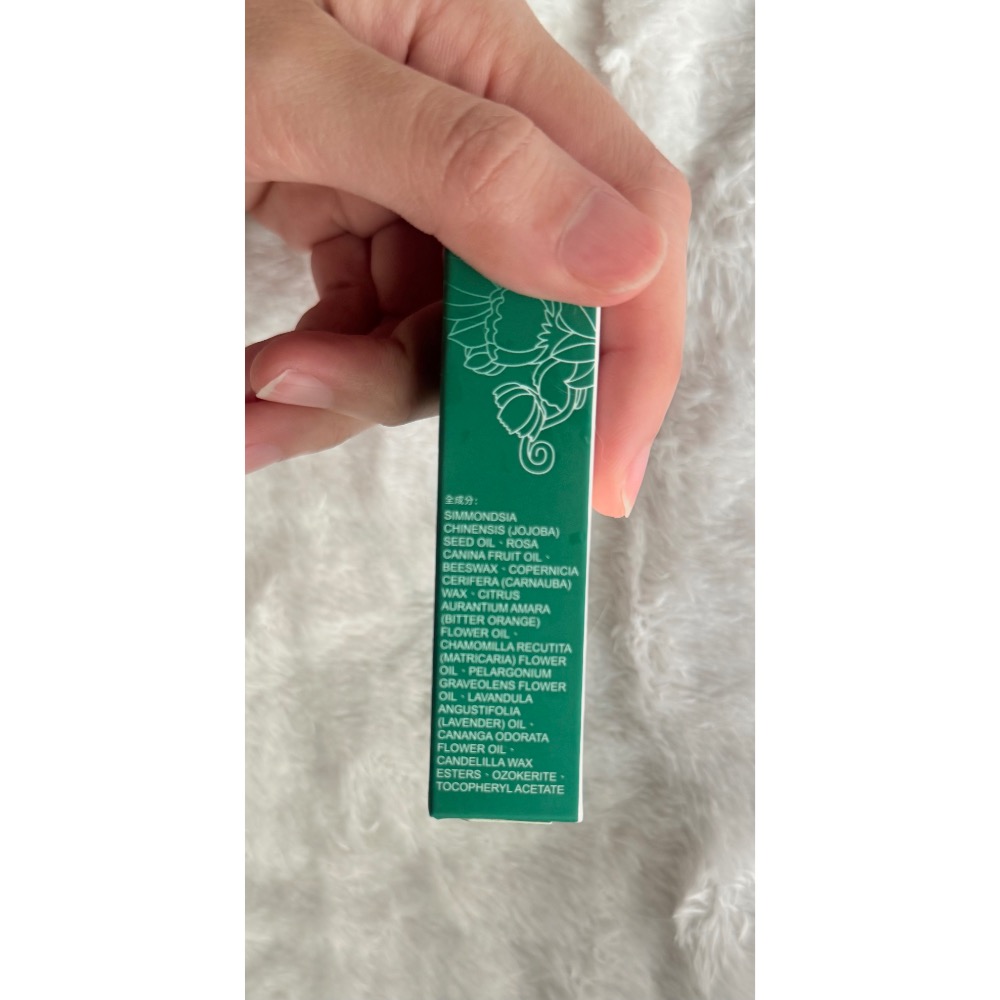 全成分:
SIMMONDSIA
CHINENSIS (JOJOBA)
SEED OIL、ROSA
CANINA FRUIT OIL、
BEESWAX、COPERNICIA
CERIFERA (CARNAUBA)
WAX、CITRUS
AURANTIUM AMARA
(BITTER ORANGE)
FLOWER OIL、
CHAMOMILLA RECUTITA
(MATRICARIA) FLOWER
OIL、PELARGONIUM
GRAVEOLENS FLOWER
OIL、LAVANDULA
ANGUSTIFOLIA
(LAVENDER) OIL、
CANANGA ODORATA
FLOWER OIL、
CANDELILLA WAX
ESTERS、OZOKERITE、
TOCOPHERYL ACETATE